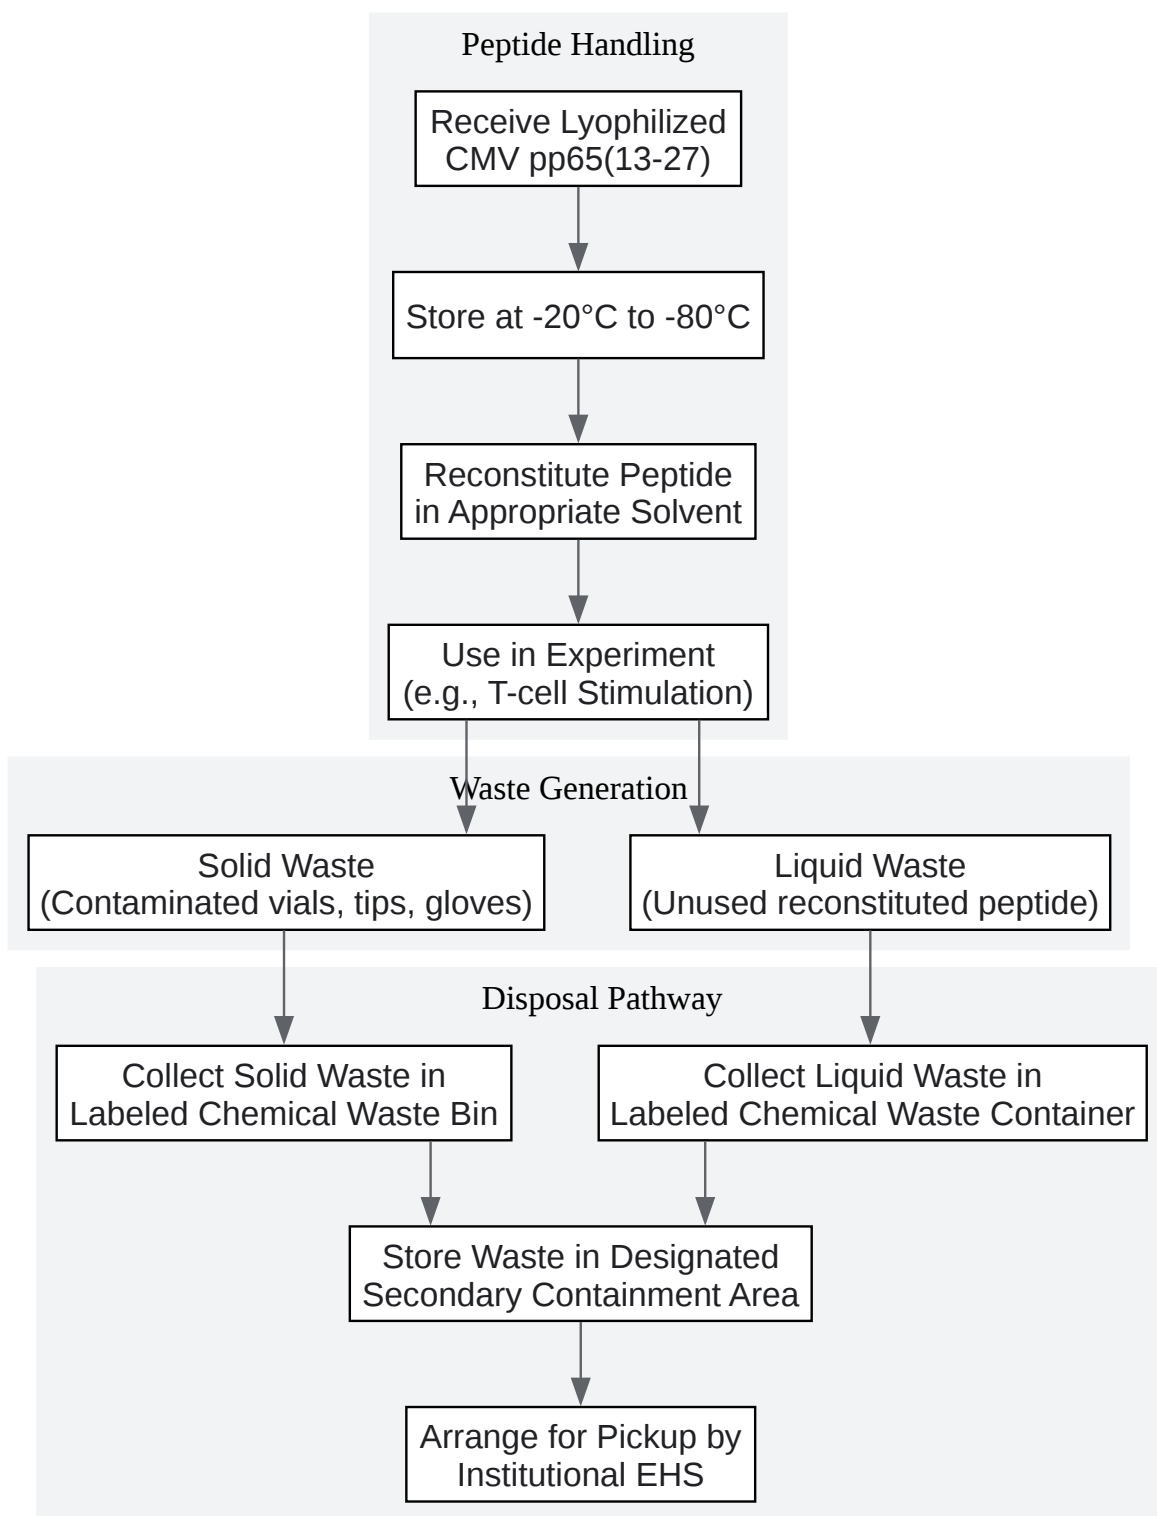 Peptide Handling
Receive Lyophilized
CMV pp65(13-27)
Store at -20°C to -80°C
Reconstitute Peptide
in Appropriate Solvent
Use in Experiment
(e.g., T-cell Stimulation)
Waste Generation
Solid Waste
(Contaminated vials, tips, gloves)
Liquid Waste
(Unused reconstituted peptide)
Disposal Pathway
Collect Solid Waste in
Labeled Chemical Waste Bin
Collect Liquid Waste in
Labeled Chemical Waste Container
Store Waste in Designated
Secondary Containment Area
Arrange for Pickup by
Institutional EHS